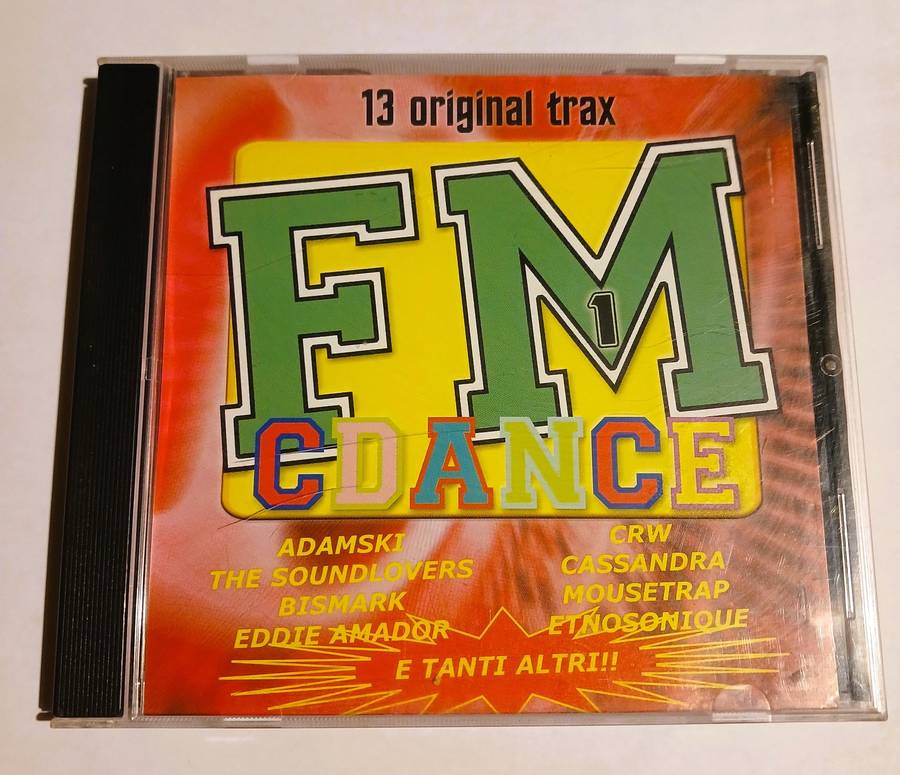 13 original trax
FM
1
CDANCE
ADAMSKI
THE SOUNDLOVERS
BISMARK
EDDIE AMADOR
CRW
CASSANDRA
MOUSETRAP
ETNOSONIQUE
E TANTI ALTRI!!